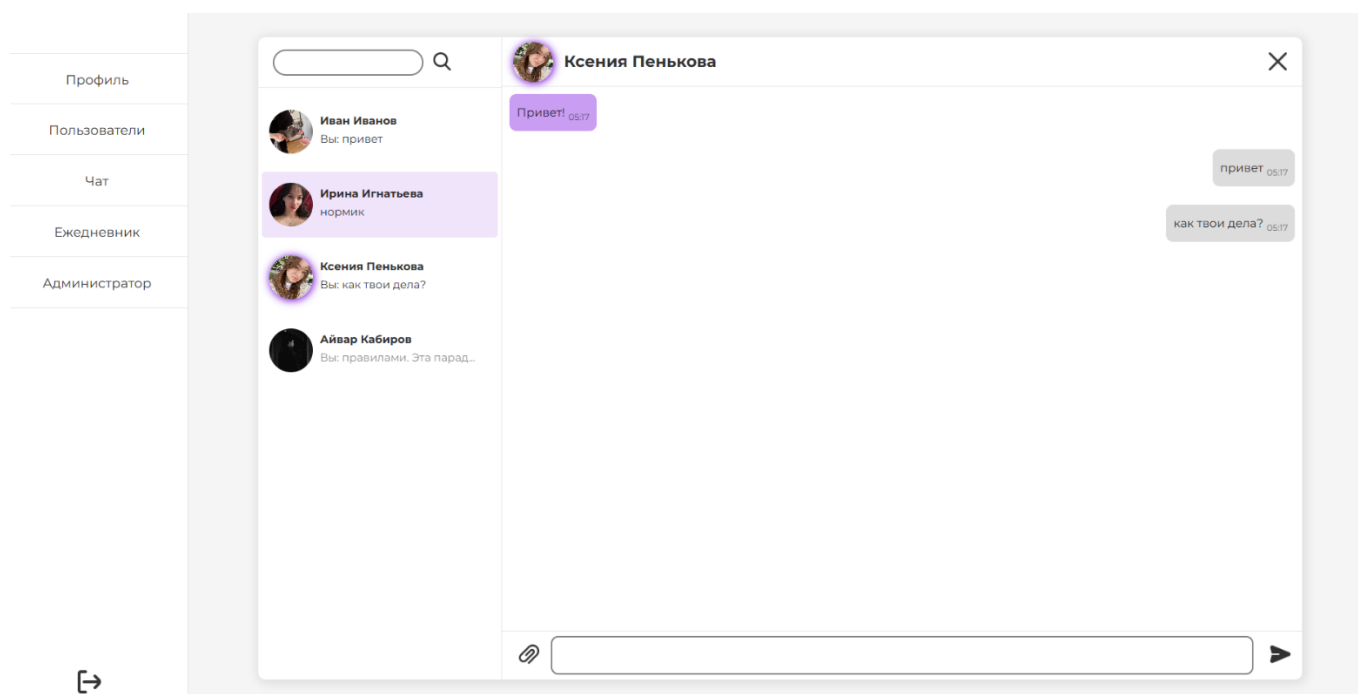 Профиль
Пользователи
Чат
Ежедневник
Администратор
Иван Иванов
Вы: привет
Ирина Игнатьева
нормик
Ксения Пенькова
Вы: как твои дела?
Айвар Кабиров
Вы: правилами. Эта парад...
Ксения Пенькова
Привет! 05:17
привет 05:17
как твои дела? 05:17